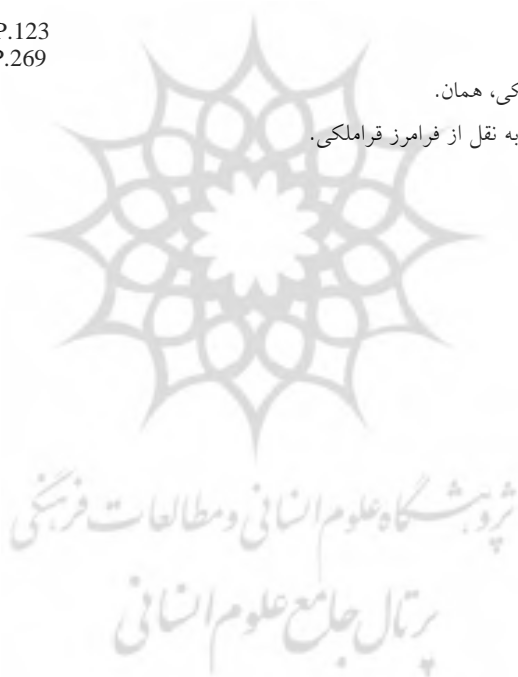 P.123
P.269
کی، همان.
به نقل از فرامرز قراملکی.
پژوهشگاه علوم انسانی و مطالعات فرهنگی
پرتال جامع علوم انسانی